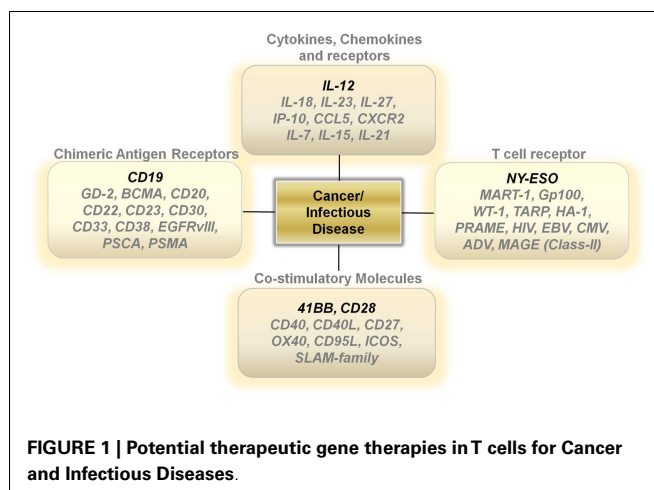 Cytokines, Chemokines
and receptors
IL-12
IL-18, IL-23, IL-27,
IP-10, CCL5, CXCR2
IL-7, IL-15, IL-21
Chimeric Antigen Receptors
CD19
GD-2, BCMA, CD20,
CD22, CD23, CD30,
CD33, CD38, EGFRvIII,
PSCA, PSMA
Cancer/
Infectious
Disease
T cell receptor
NY-ESO
MART-1, Gp100,
WT-1, TARP, HA-1,
PRAME, HIV, EBV, CMV,
ADV, MAGE (Class-II)
Co-stimulatory Molecules
41BB, CD28
CD40, CD40L, CD27,
OX40, CD95L, ICOS,
SLAM-family
FIGURE 1 | Potential therapeutic gene therapies in T cells for Cancer
and Infectious Diseases.